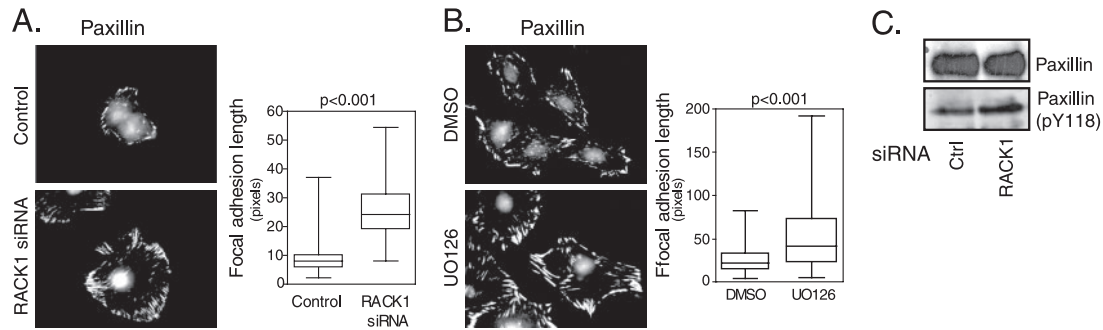 A.
Paxillin
Control
RACK1 siRNA
Focal adhesion length
(pixels)
p<0.001
60
50
40
30
20
10
0
Control
RACK1
siRNA
B.
Paxillin
DMSO
UO126
Ffocal adhesion length
(pixels)
p<0.001
200
150
100
50
0
DMSO
UO126
C.
Paxillin
Paxillin
(pY118)
siRNA
Ctrl
RACK1